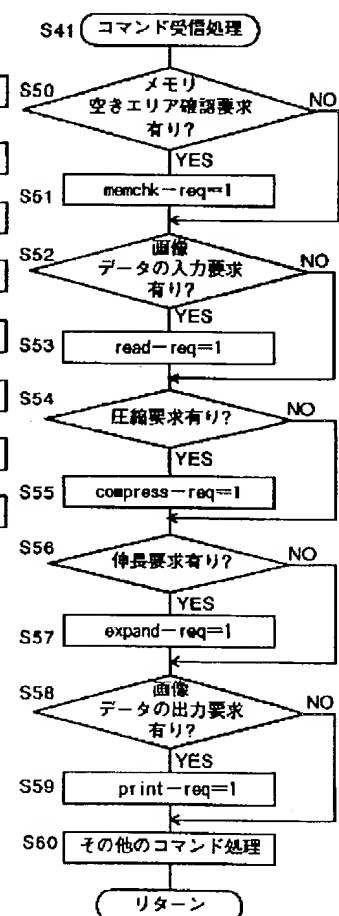 S41 コマンド受信処理
S50 メモリ
空きエリア確認要求
有り?
NO
YES
S51 memchk-req=1
S52 画像
データの入力要求
有り?
NO
YES
S53 read-req=1
S54 圧縮要求有り?
NO
YES
S55 compress-req=1
S56 伸長要求有り?
NO
YES
S57 expand-req=1
S58 画像
データの出力要求
有り?
NO
YES
S59 print-req=1
S60 その他のコマンド処理
リターン